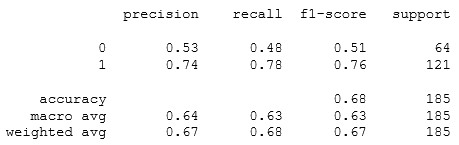 precision recall f1-score support
0 0.53 0.48 0.51 64
1 0.74 0.78 0.76 121
accuracy 0.68 185
macro avg 0.64 0.63 0.63 185
weighted avg 0.67 0.68 0.67 185